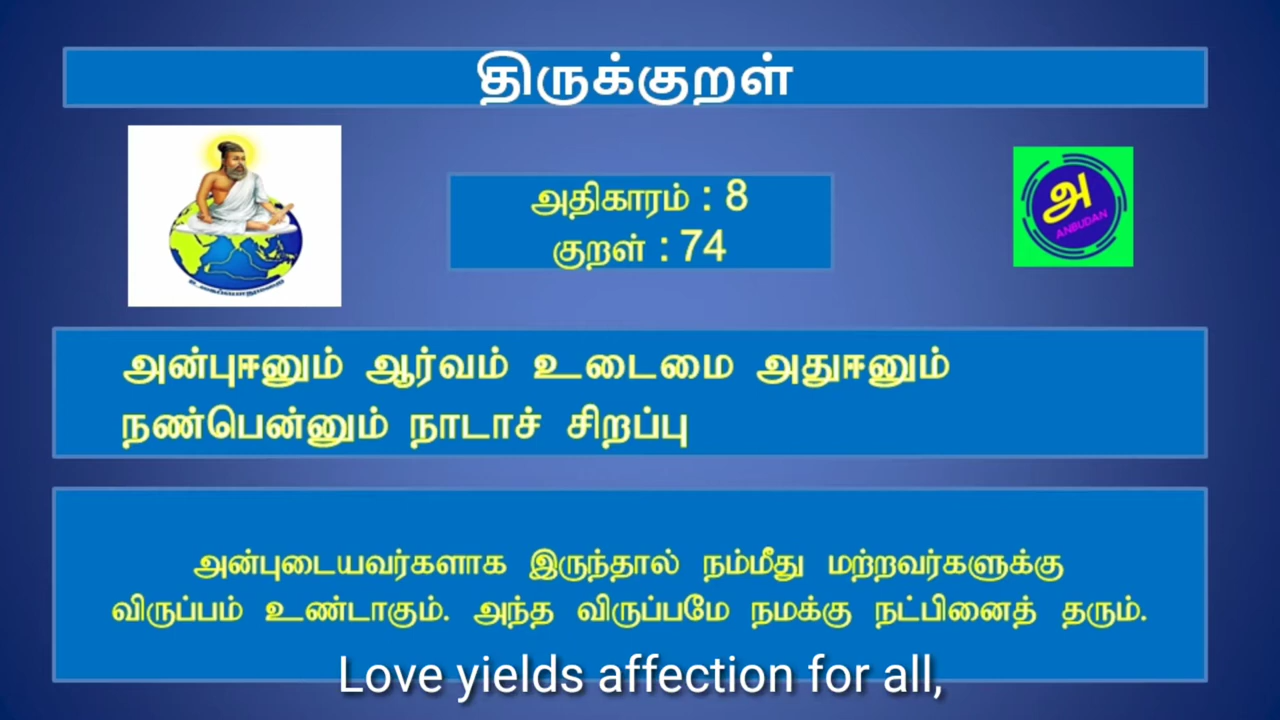 திருக்குறள்
அதிகாரம் : 8
குறள் : 74
அ
ANBUDAN
அன்புஈனும் ஆர்வம் உடைமை அதுஈனும்
நண்பென்னும் நாடாச் சிறப்பு
அன்புடையவர்களாக இருந்தால் நம்மீது மற்றவர்களுக்கு
விருப்பம் உண்டாகும். அந்த விருப்பமே நமக்கு நட்பினைத் தரும்.
Love yields affection for all,